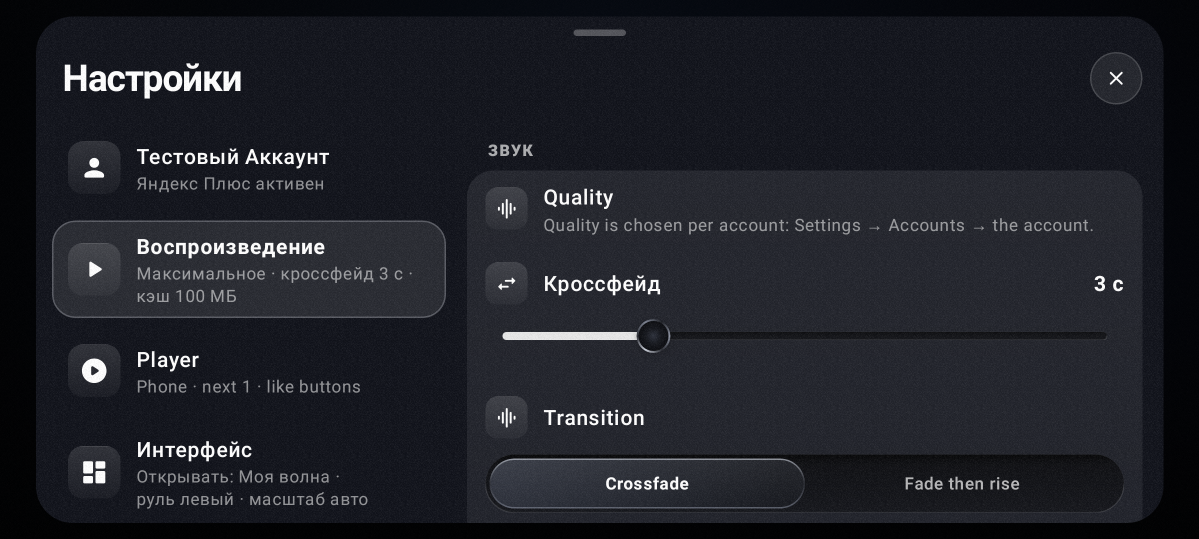 Настройки
Тестовый Аккаунт
Яндекс Плюс активен
Воспроизведение
Максимальное · кроссфейд 3 с ·
кэш 100 МБ
Player
Phone · next 1 · like buttons
Интерфейс
Открывать: Моя волна ·
руль левый · масштаб авто
ЗВУК
Quality
Quality is chosen per account: Settings → Accounts → the account.
Кроссфейд
3 с
Transition
Crossfade
Fade then rise